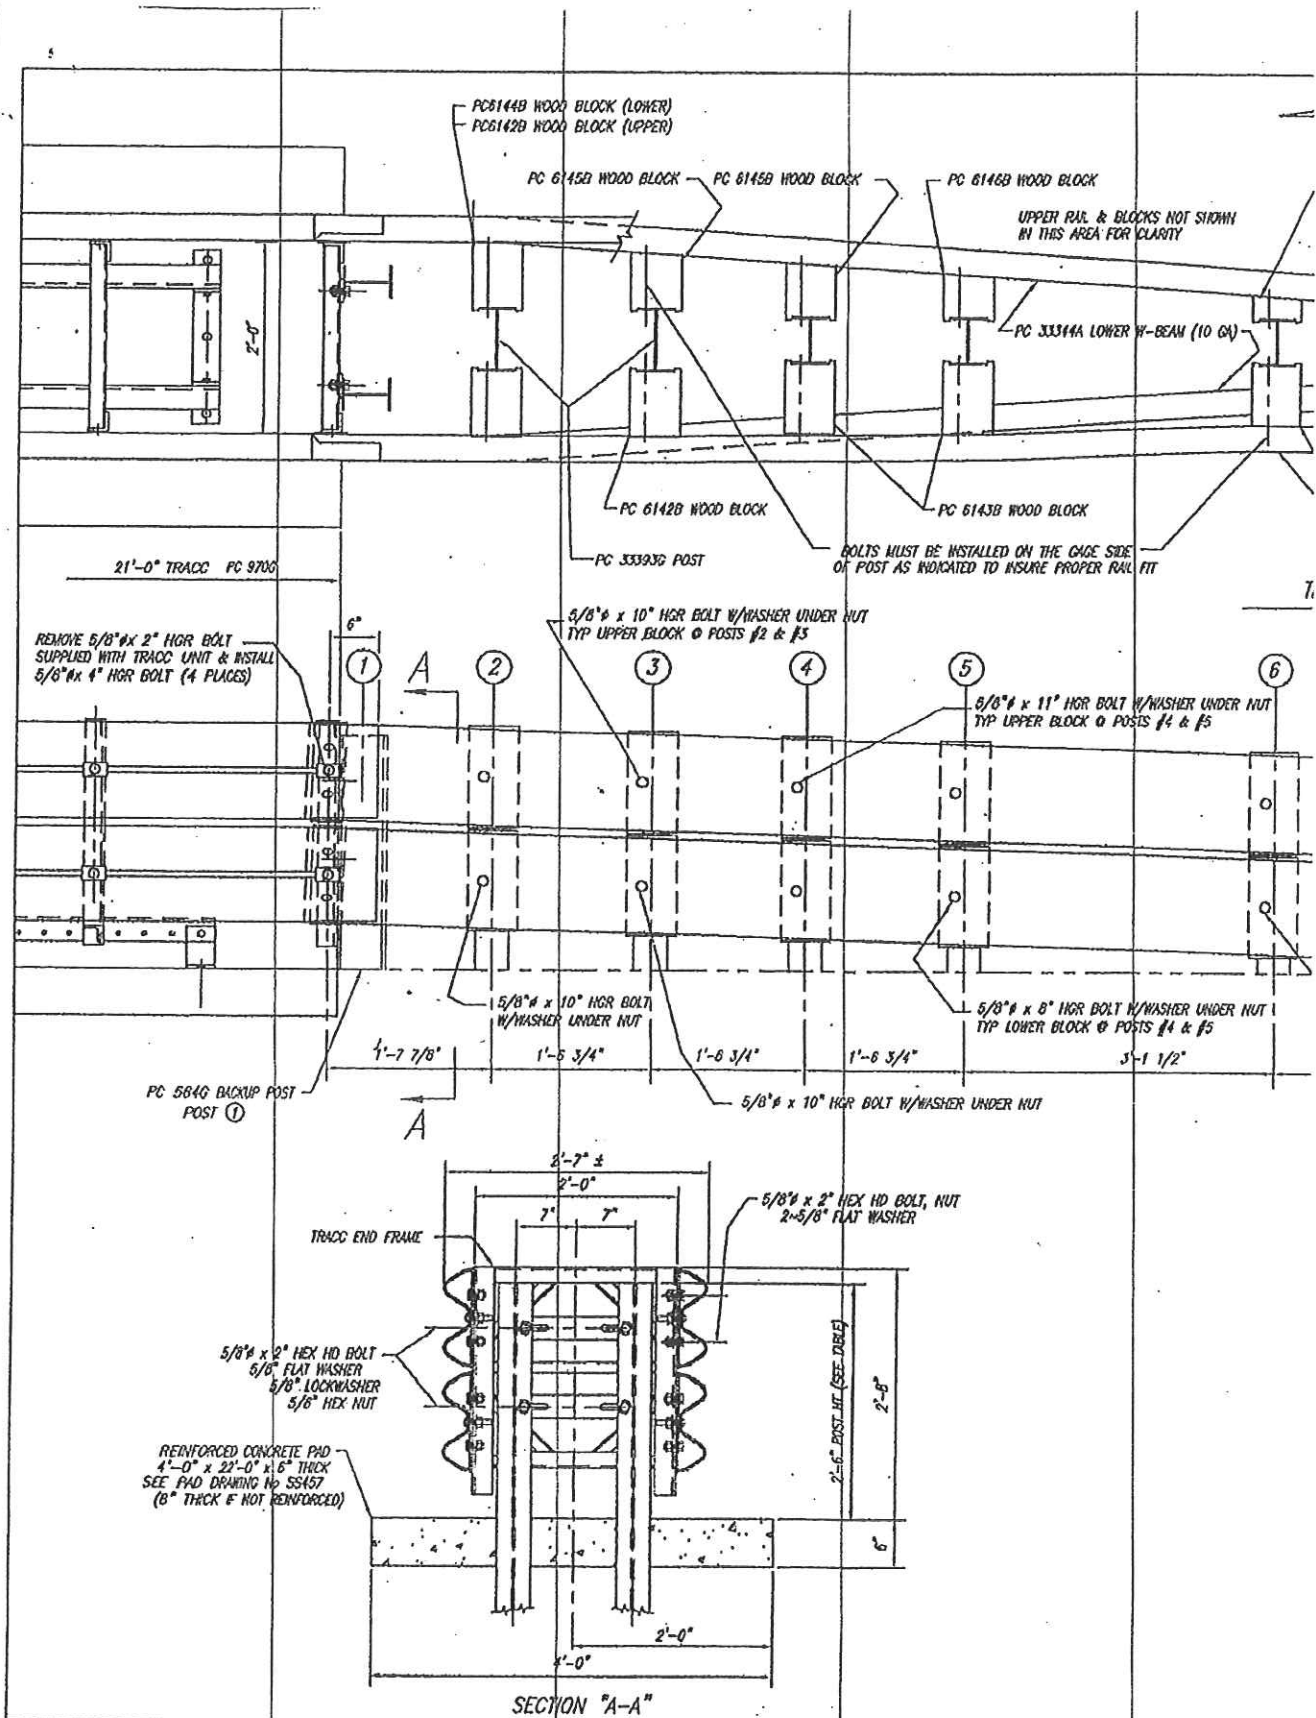 PC6144B WOOD BLOCK (LOWER)
PC6142B WOOD BLOCK (UPPER)
PC 6145B WOOD BLOCK
PC 6145B WOOD BLOCK
PC 6146B WOOD BLOCK
UPPER RAIL & BLOCKS NOT SHOWN
IN THIS AREA FOR CLARITY
2'-0"
PC 33314A LOWER W-BEAM (10 GA)
PC 6142B WOOD BLOCK
PC 6143B WOOD BLOCK
PC 33393G POST
BOLTS MUST BE INSTALLED ON THE GAGE SIDE
OF POST AS INDICATED TO INSURE PROPER RAIL FIT
21'-0" TRACC PC 970G
6"
REMOVE 5/8"ø x 2" HGR BOLT
SUPPLIED WITH TRACC UNIT & INSTALL
5/8"ø x 4" HGR BOLT (4 PLACES)
5/8"ø x 10" HGR BOLT W/WASHER UNDER NUT
TYP UPPER BLOCK @ POSTS #2 & #3
1
A
2
3
4
5
6
5/8"ø x 11" HGR BOLT W/WASHER UNDER NUT
TYP UPPER BLOCK @ POSTS #4 & #5
5/8"ø x 10" HGR BOLT
W/WASHER UNDER NUT
5/8"ø x 8" HGR BOLT W/WASHER UNDER NUT
TYP LOWER BLOCK @ POSTS #4 & #5
1'-7 7/8"
1'-6 3/4"
1'-6 3/4"
1'-6 3/4"
3'-1 1/2"
PC 564G BACKUP POST
POST 1
A
5/8"ø x 10" HGR BOLT W/WASHER UNDER NUT
2'-7" ±
2'-0"
7"
7"
5/8"ø x 2" HEX HD BOLT, NUT
2~5/8" FLAT WASHER
TRACC END FRAME
5/8"ø x 2" HEX HD BOLT
5/8" FLAT WASHER
5/8" LOCKWASHER
5/8" HEX NUT
2'-6" POST HT (SEE TABLE)
2'-8"
REINFORCED CONCRETE PAD
4'-0" x 22'-0" x 6" THICK
SEE PAD DRAWING No SS457
(8" THICK IF NOT REINFORCED)
6"
2'-0"
4'-0"
SECTION "A-A"